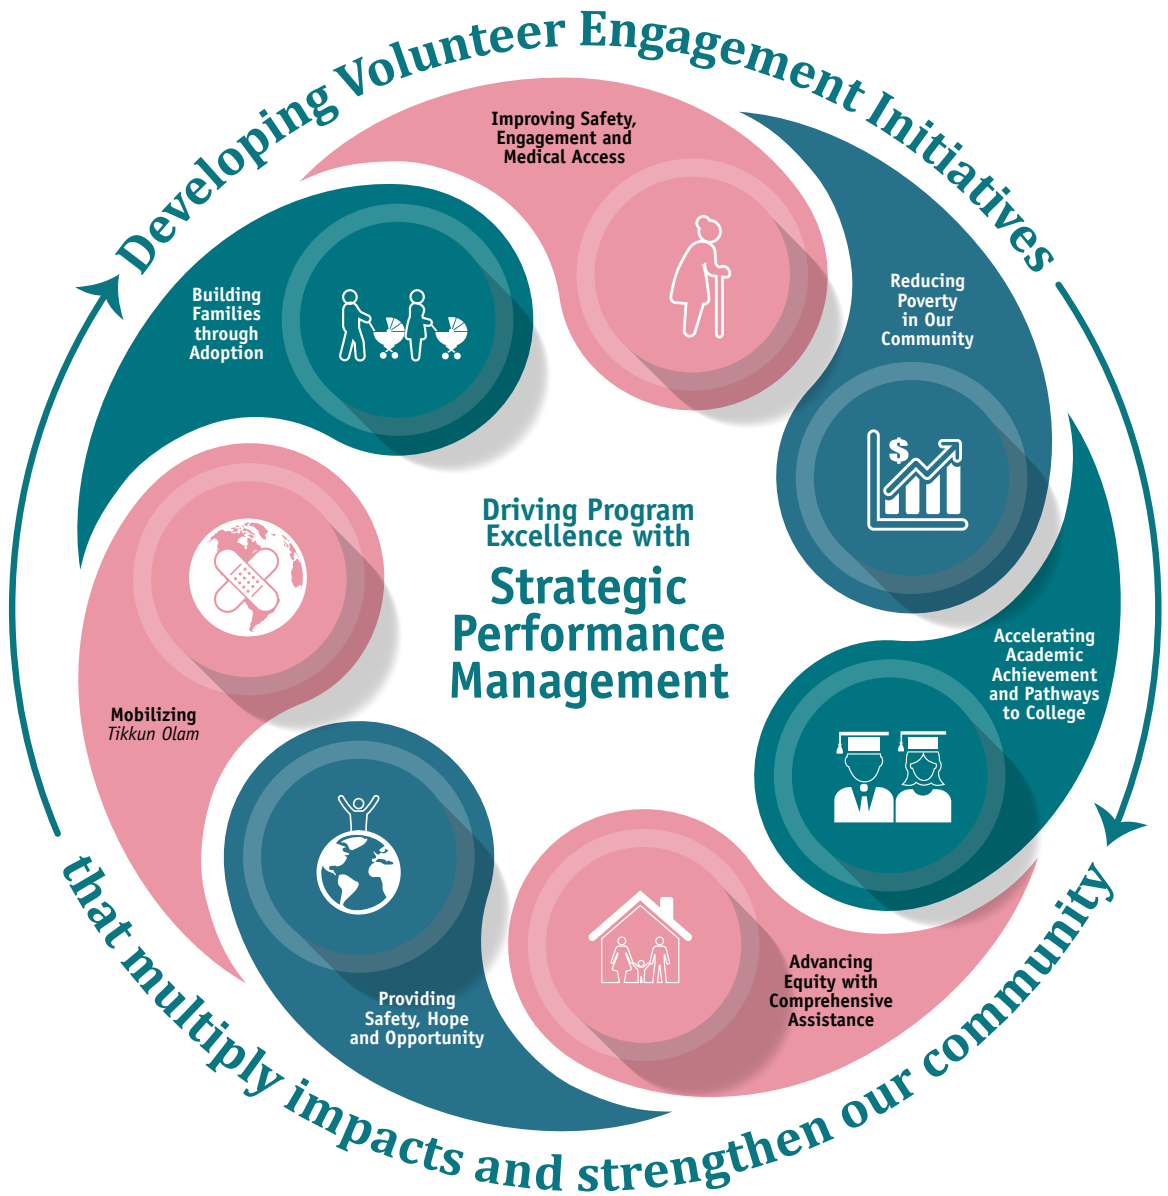 Developing Volunteer Engagement Initiatives
Improving Safety,
Engagement and
Medical Access
Reducing
Poverty
in Our
Community
$
Building
Families
through
Adoption
Driving Program
Excellence with
Strategic
Performance
Management
Accelerating
Academic
Achievement
and Pathways
to College
Mobilizing
Tikkun Olam
Advancing
Equity with
Comprehensive
Assistance
Providing
Safety, Hope
and Opportunity
that multiply impacts and strengthen our community